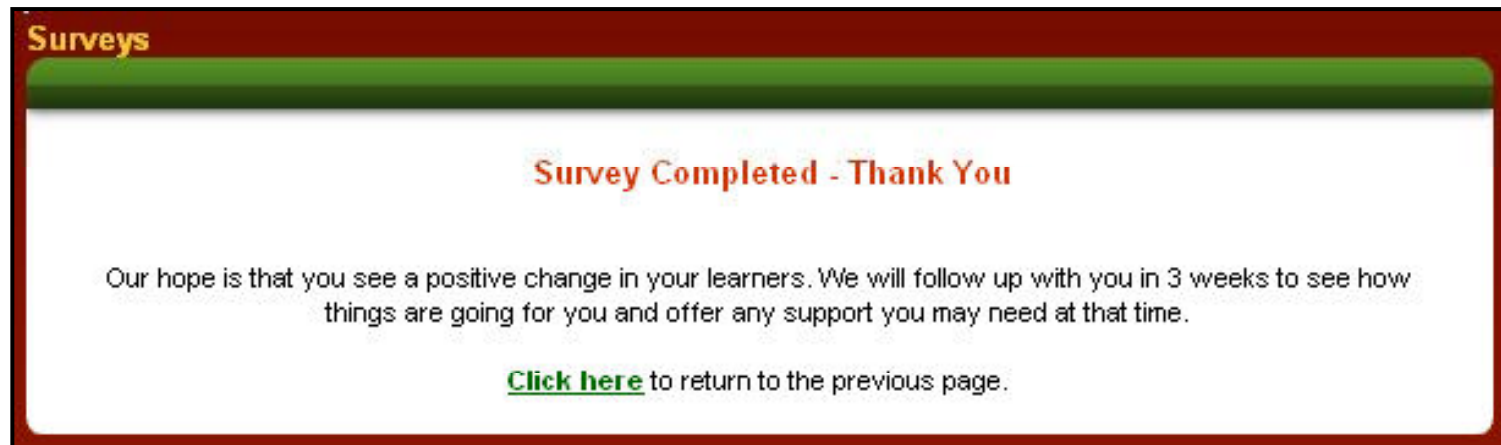 Surveys
Survey Completed - Thank You
Our hope is that you see a positive change in your learners. We will follow up with you in 3 weeks to see how
things are going for you and offer any support you may need at that time.
Click here to return to the previous page.